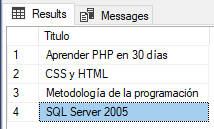 Results Messages
Titulo
1 Aprender PHP en 30 días
2 CSS y HTML
3 Metodología de la programación
4 SQL Server 2005